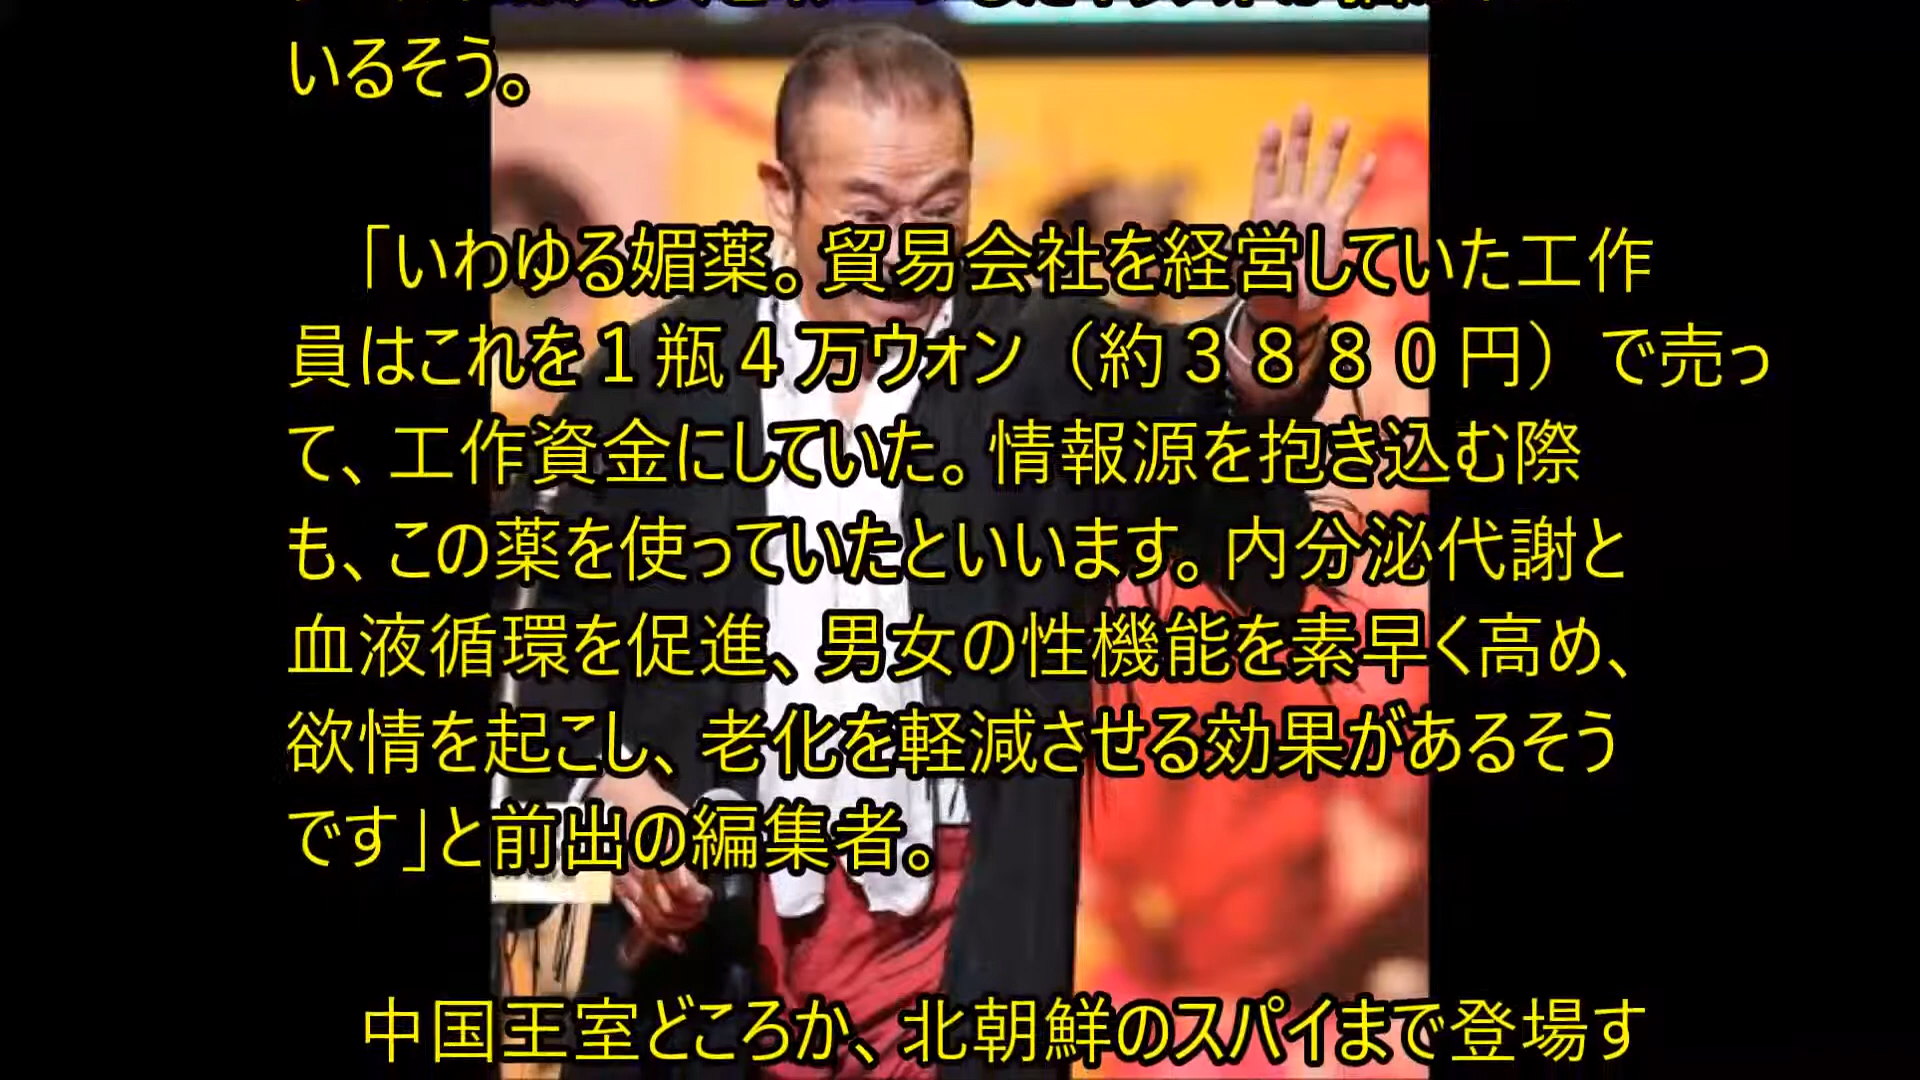 いるそう。
「いわゆる媚薬。貿易会社を経営していた工作
員はこれを１瓶４万ウォン（約３８８０円）で売っ
て、工作資金にしていた。情報源を抱き込む際
も、この薬を使っていたといいます。内分泌代謝と
血液循環を促進、男女の性機能を素早く高め、
欲情を起こし、老化を軽減させる効果があるそう
です」と前出の編集者。
中国王室どころか、北朝鮮のスパイまで登場す